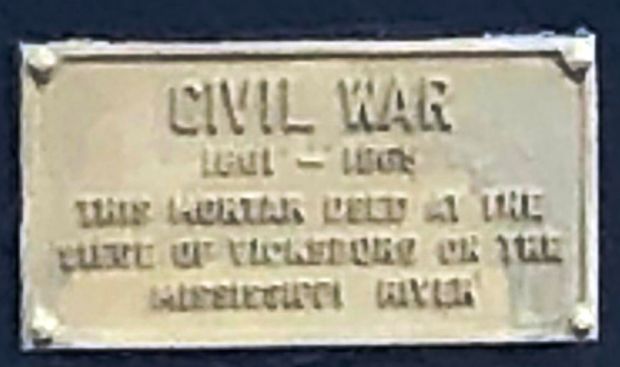 CIVIL WAR
1861 - 1865
THIS MORTAR USED AT THE
SIEGE OF VICKSBURG ON THE
MISSISSIPPI RIVER